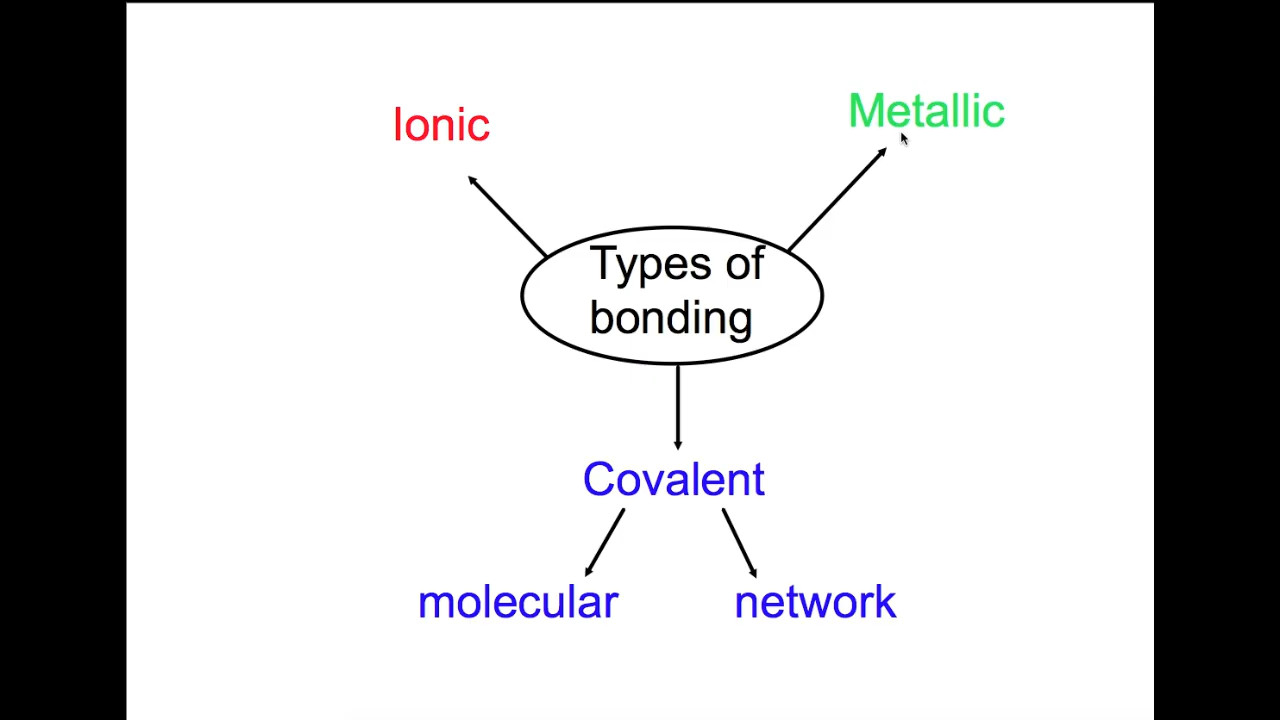 Ionic
Metallic
Types of
bonding
Covalent
molecular
network